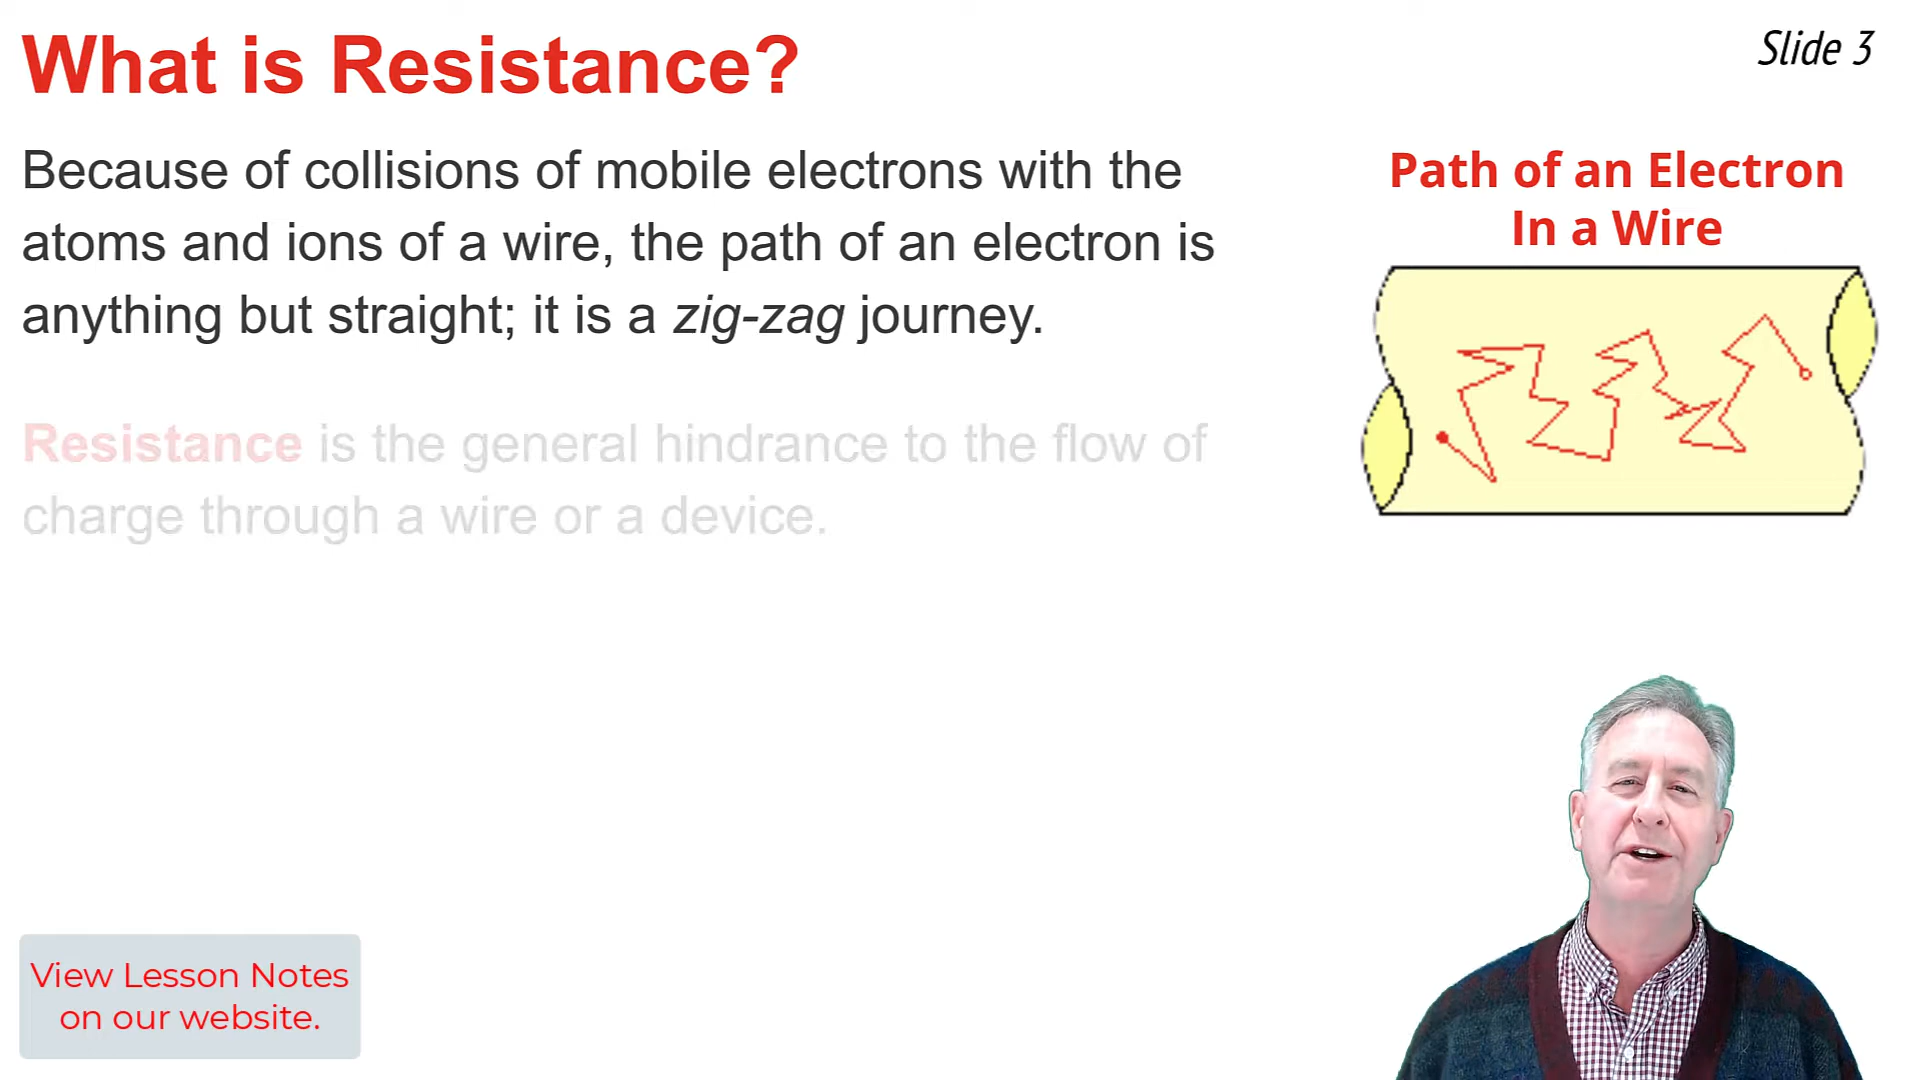 What is Resistance?
Slide 3
Because of collisions of mobile electrons with the
atoms and ions of a wire, the path of an electron is
anything but straight; it is a zig-zag journey.
Resistance is the general hindrance to the flow of
charge through a wire or a device.
Path of an Electron
In a Wire
View Lesson Notes
on our website.